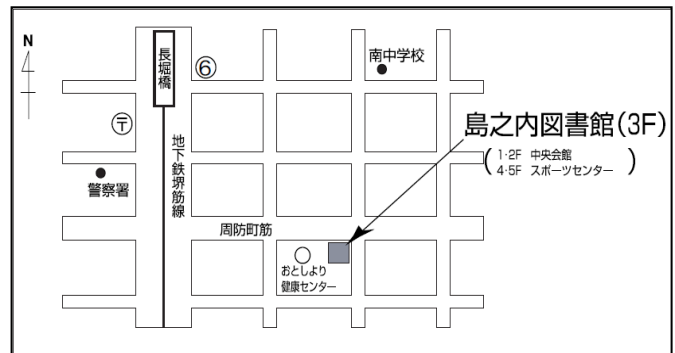 N
長堀橋
⑥
南中学校
〒
地下鉄堺筋線
島之内図書館(3F)
(1・2F 中央会館
4・5F スポーツセンター)
警察署
周防町筋
おとしより
健康センター